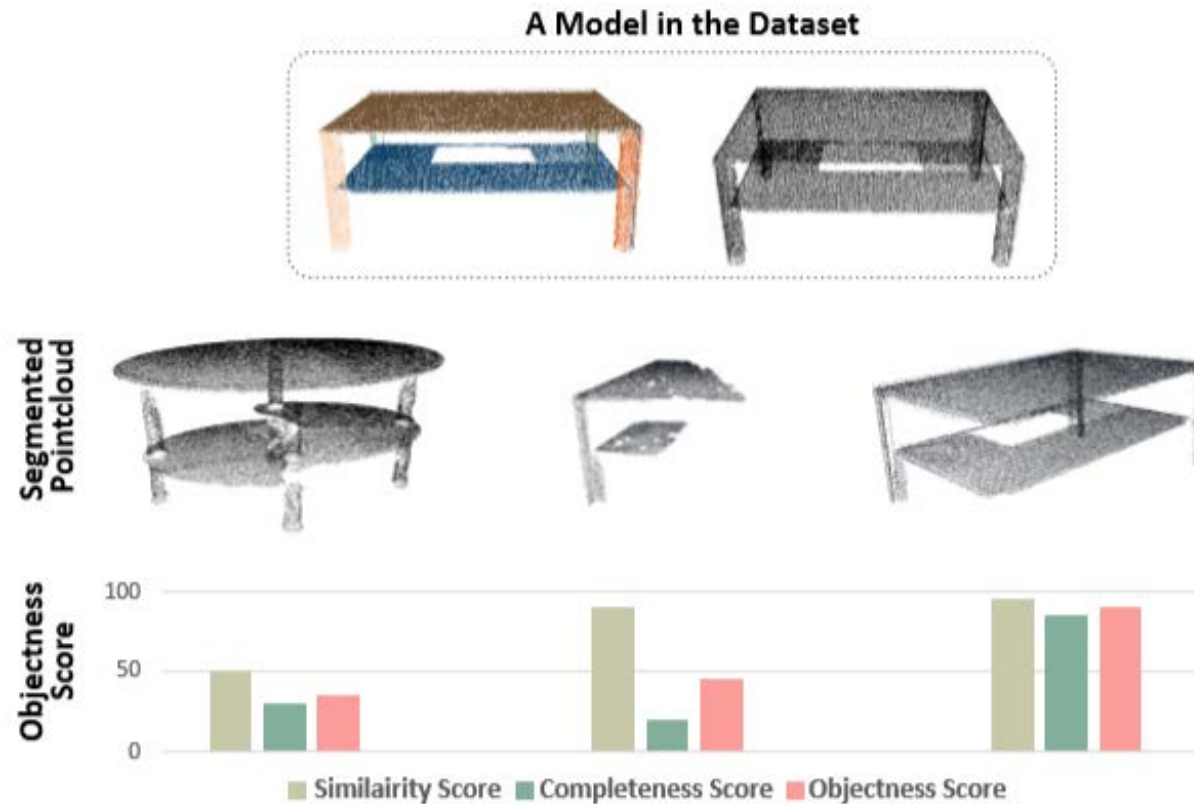 A Model in the Dataset
Segmented
Pointcloud
Objectness
Score
100
50
0
Similairity Score
Completeness Score
Objectness Score